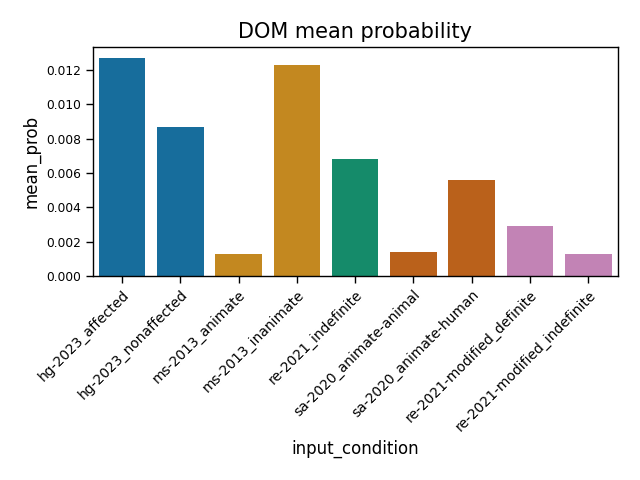 DOM mean probability
mean_prob
0.012
0.010
0.008
0.006
0.004
0.002
0.000
hg-2023_affected
hg-2023_nonaffected
ms-2013_animate
ms-2013_inanimate
re-2021_indefinite
sa-2020_animate-animal
sa-2020_animate-human
re-2021-modified_definite
re-2021-modified_indefinite
input_condition